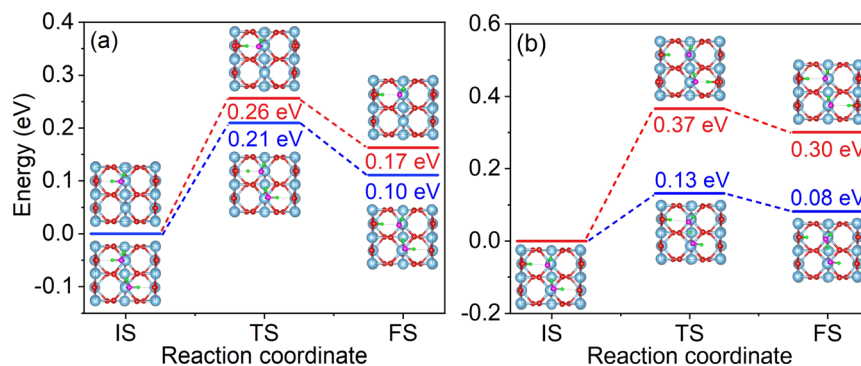 (a)
Energy (eV)
0.4
0.3
0.2
0.1
0.0
-0.1
0.26 eV
0.21 eV
0.17 eV
0.10 eV
IS
TS
FS
Reaction coordinate
(b)
0.6
0.4
0.2
0.0
-0.2
0.37 eV
0.30 eV
0.13 eV
0.08 eV
IS
TS
FS
Reaction coordinate